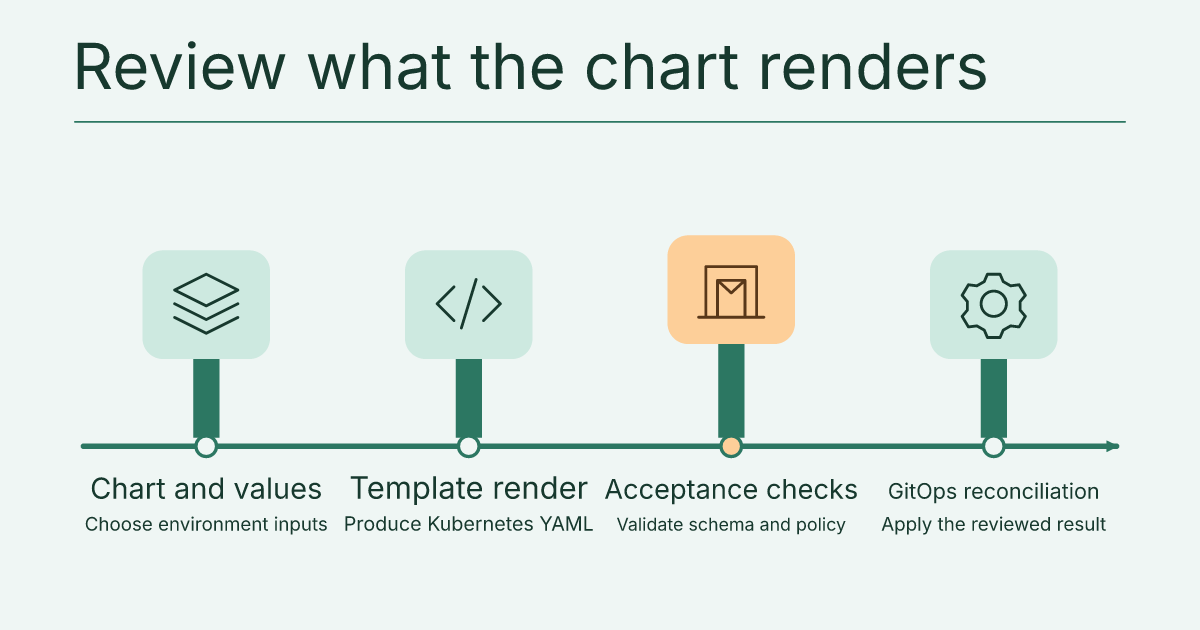 Review what the chart renders
Chart and values
Choose environment inputs
Template render
Produce Kubernetes YAML
Acceptance checks
Validate schema and policy
GitOps reconciliation
Apply the reviewed result